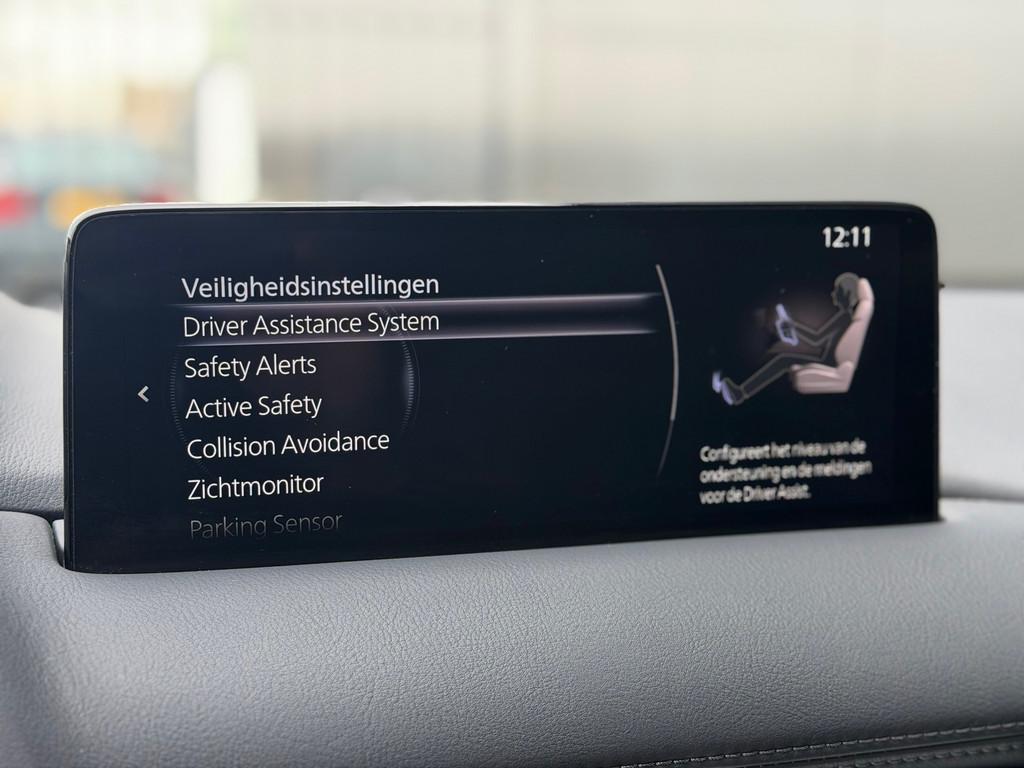 12:11
Veiligheidsinstellingen
Driver Assistance System
Safety Alerts
Active Safety
Collision Avoidance
Zichtmonitor
Parking Sensor
Configureert het niveau van de
ondersteuning en de meldingen
voor de Driver Assist.